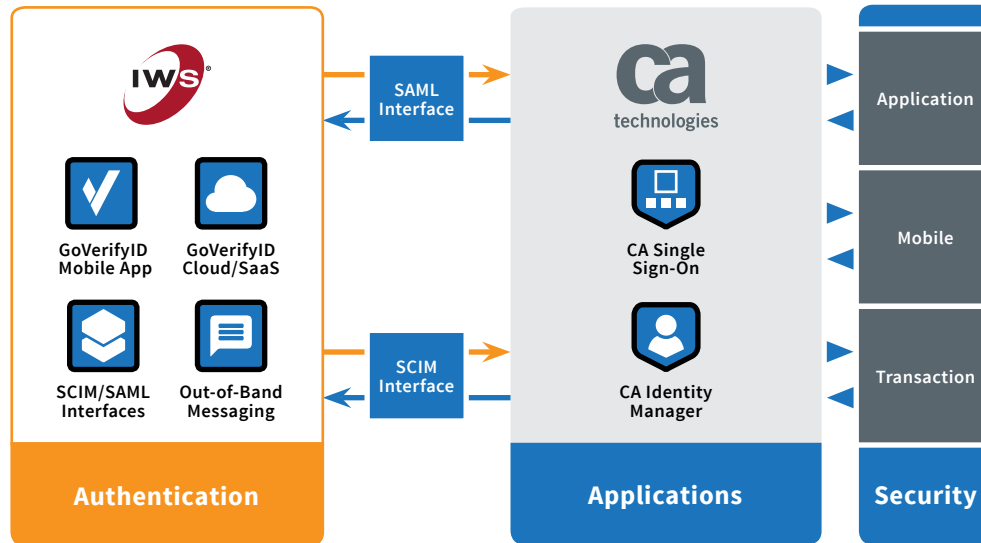 IWS®
GoVerifyID
Mobile App
GoVerifyID
Cloud/SaaS
SCIM/SAML
Interfaces
Out-of-Band
Messaging
Authentication
SAML
Interface
SCIM
Interface
ca
technologies
CA Single
Sign-On
CA Identity
Manager
Applications
Application
Mobile
Transaction
Security